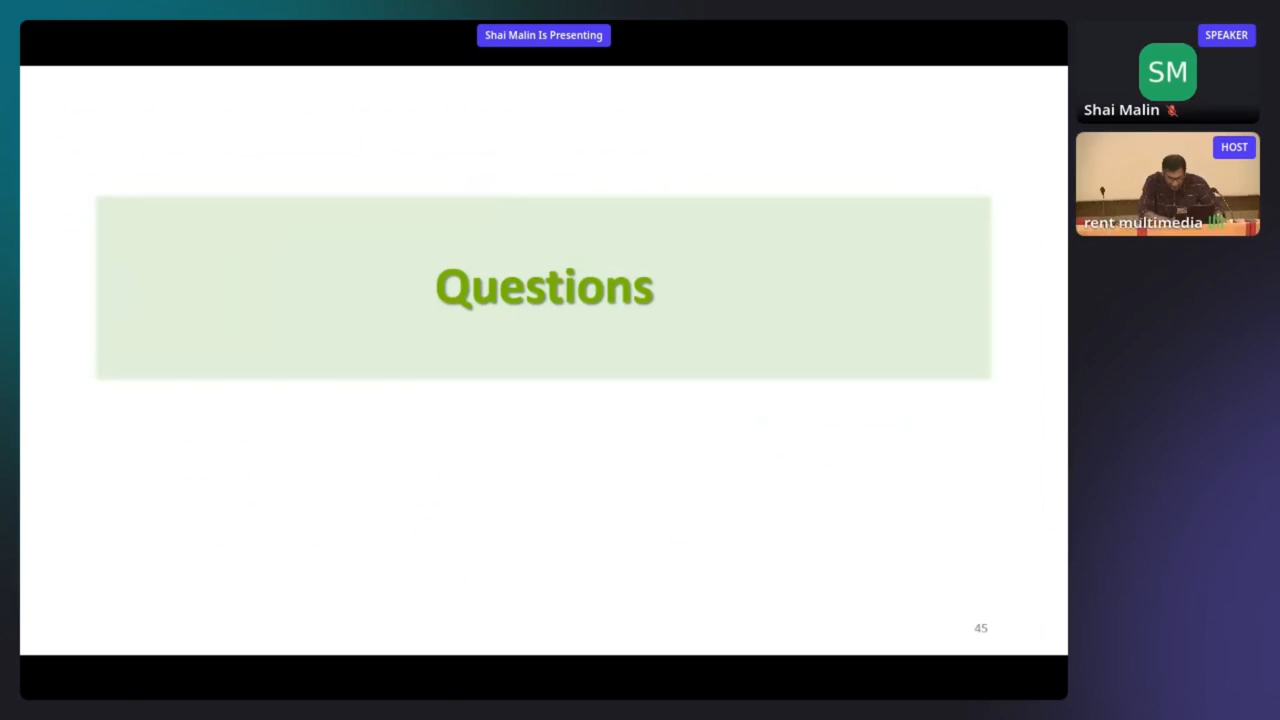 Shai Malin Is Presenting
SPEAKER
SM
Shai Malin
HOST
rent multimedia
Questions
45